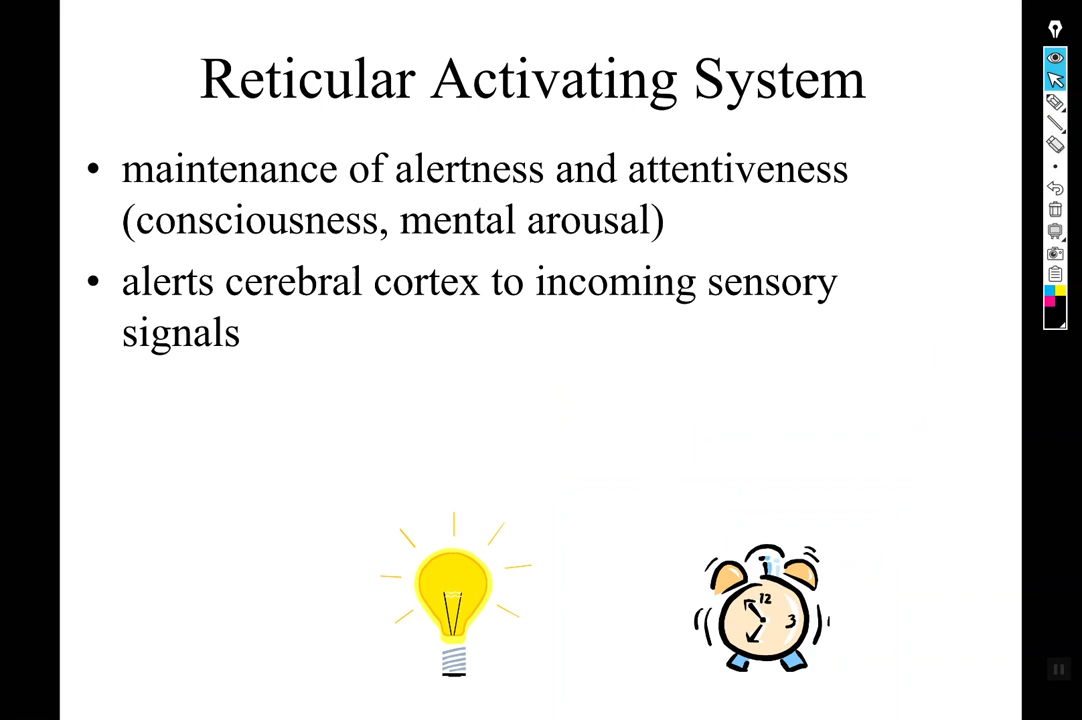 Reticular Activating System
• maintenance of alertness and attentiveness
(consciousness, mental arousal)
• alerts cerebral cortex to incoming sensory
signals
12
3